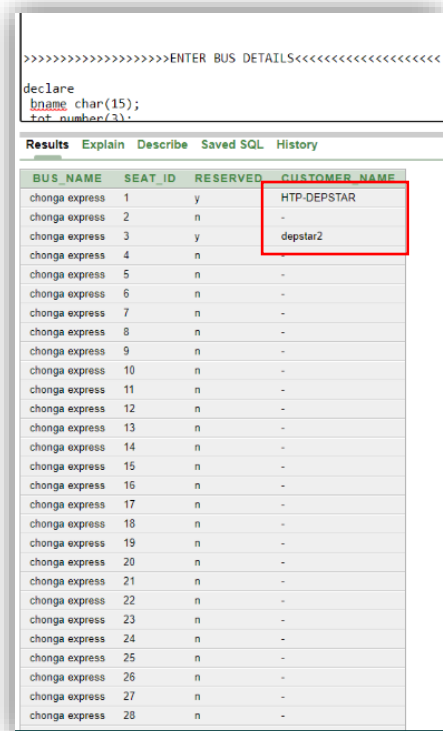 >>>>>>>>>>>>>>>>>>>>ENTER BUS DETAILS<<<<<<<<<<<<<<<<<<<<
declare
bname char(15);
tot number(3);
Results Explain Describe Saved SQL History
BUS_NAME SEAT_ID RESERVED CUSTOMER_NAME
chonga express 1 y HTP-DEPSTAR
chonga express 2 n -
chonga express 3 y depstar2
chonga express 4 n -
chonga express 5 n -
chonga express 6 n -
chonga express 7 n -
chonga express 8 n -
chonga express 9 n -
chonga express 10 n -
chonga express 11 n -
chonga express 12 n -
chonga express 13 n -
chonga express 14 n -
chonga express 15 n -
chonga express 16 n -
chonga express 17 n -
chonga express 18 n -
chonga express 19 n -
chonga express 20 n -
chonga express 21 n -
chonga express 22 n -
chonga express 23 n -
chonga express 24 n -
chonga express 25 n -
chonga express 26 n -
chonga express 27 n -
chonga express 28 n -